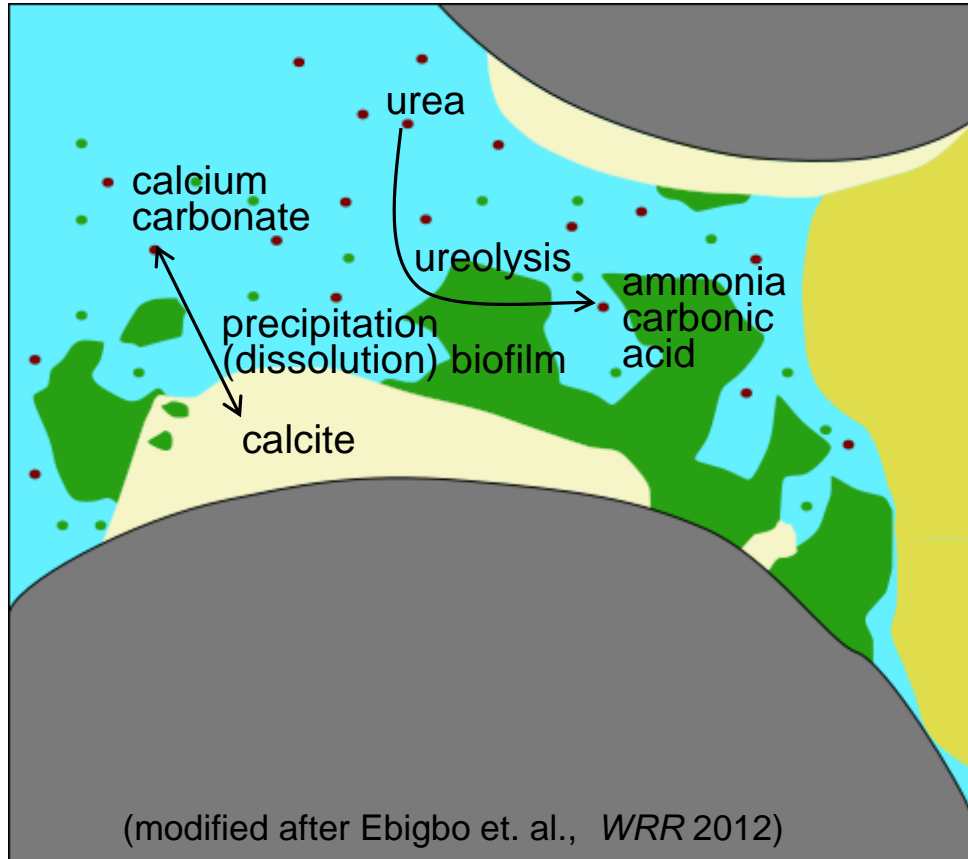 urea
calcium
carbonate
ureolysis
ammonia
carbonic
acid
precipitation
(dissolution) biofilm
calcite
(modified after Ebigbo et. al., WRR 2012)